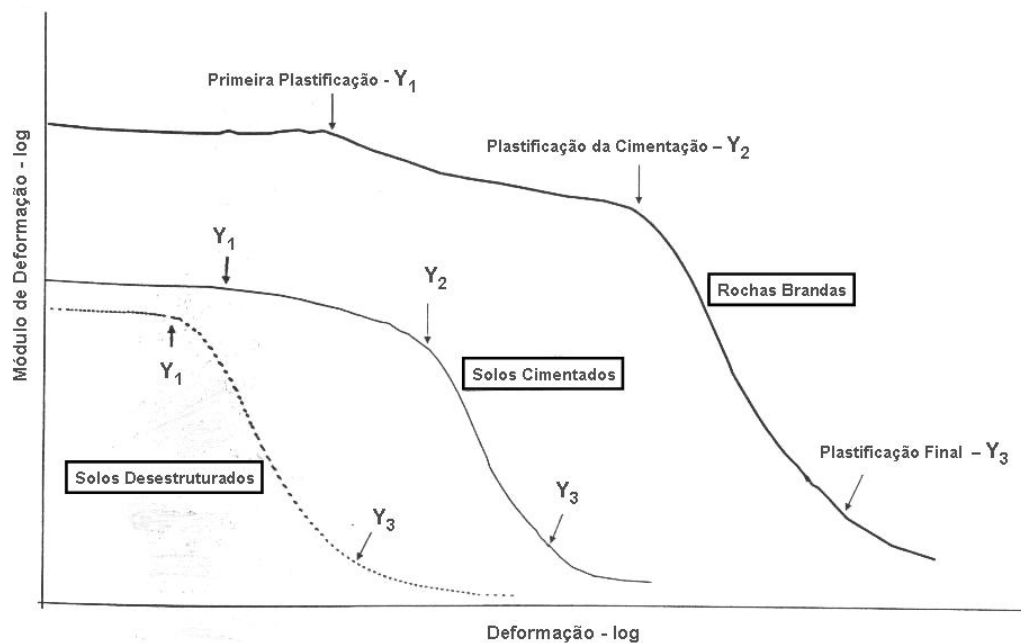 Primeira Plastificação - Y1
Plastificação da Cimentação – Y2
Módulo de Deformação - log
Y1
Y2
Rochas Brandas
Y1
Solos Cimentados
Plastificação Final – Y3
Solos Desestruturados
Y3
Y3
Deformação - log